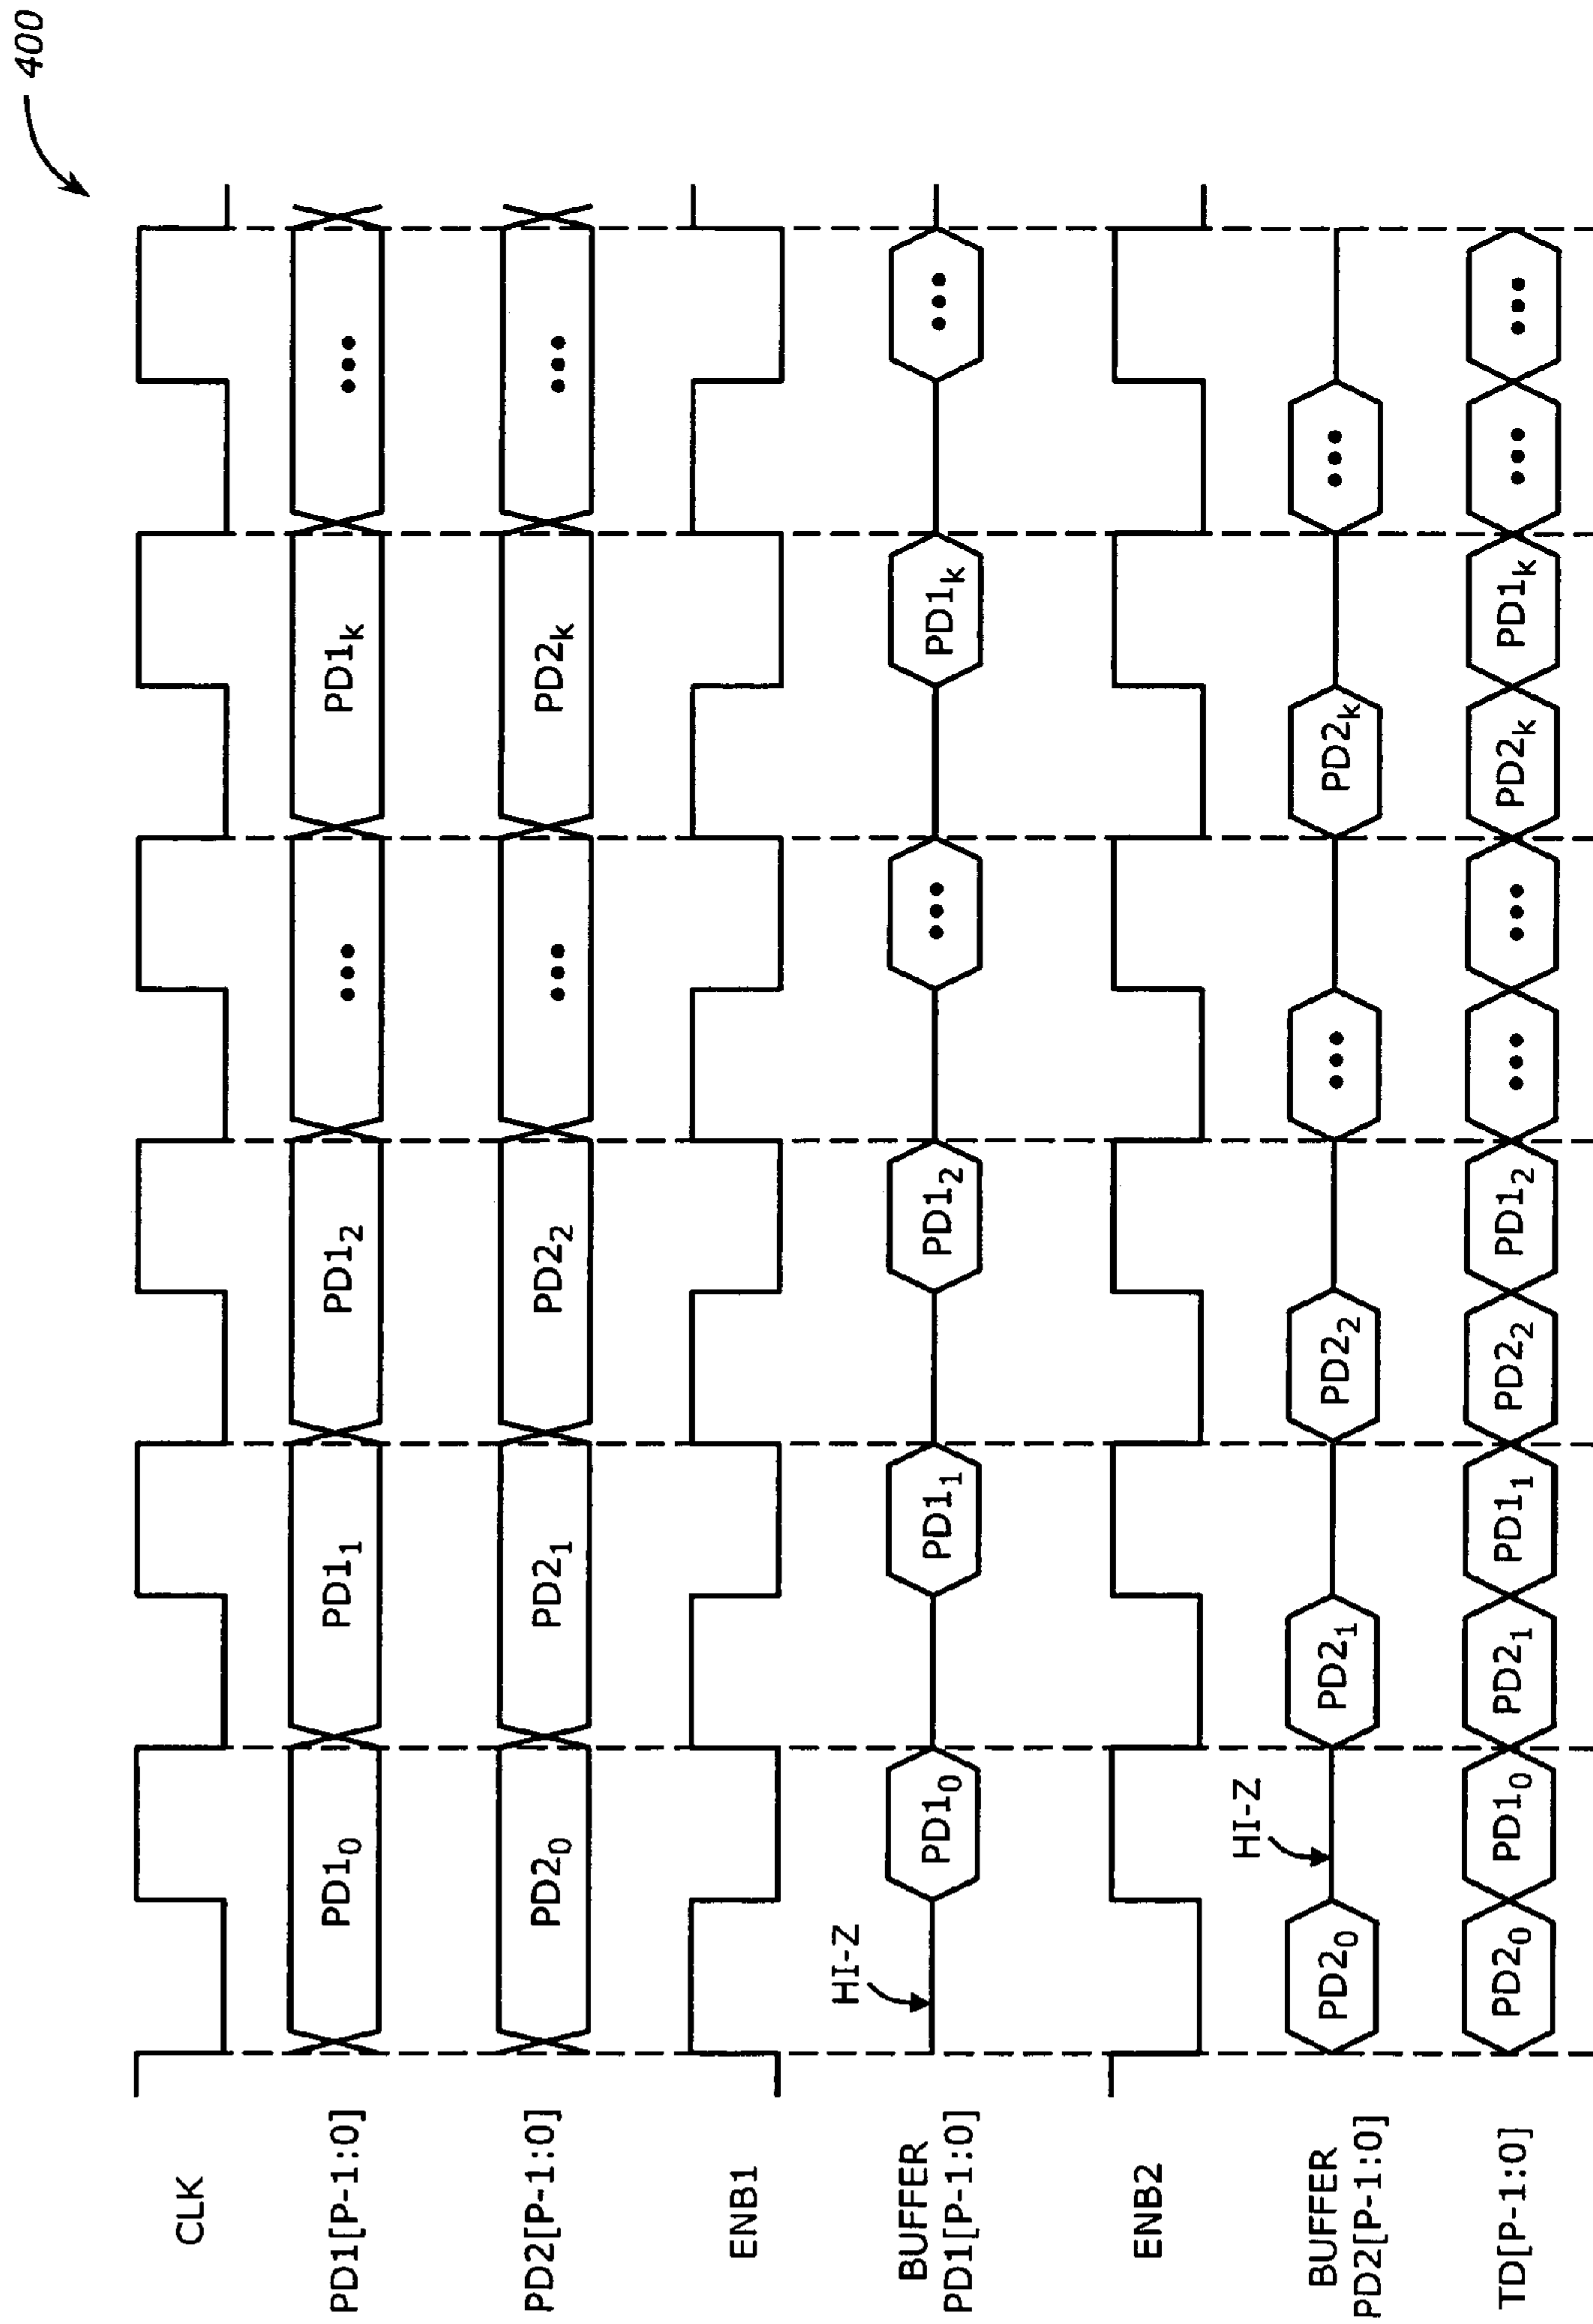 400
CLK
PD1[P-1:0]
PD1₀ PD1₁ PD1₂ ••• PD1ₖ •••
PD2[P-1:0]
PD2₀ PD2₁ PD2₂ ••• PD2ₖ •••
ENB1
HI-Z
BUFFER
PD1[P-1:0]
PD1₀ PD1₁ PD1₂ ••• PD1ₖ •••
ENB2
HI-Z
BUFFER
PD2[P-1:0]
PD2₀ PD2₁ PD2₂ ••• PD2ₖ •••
TD[P-1:0]
PD2₀ PD1₀ PD2₁ PD1₁ PD2₂ PD1₂ ••• ••• PD2ₖ PD1ₖ ••• •••